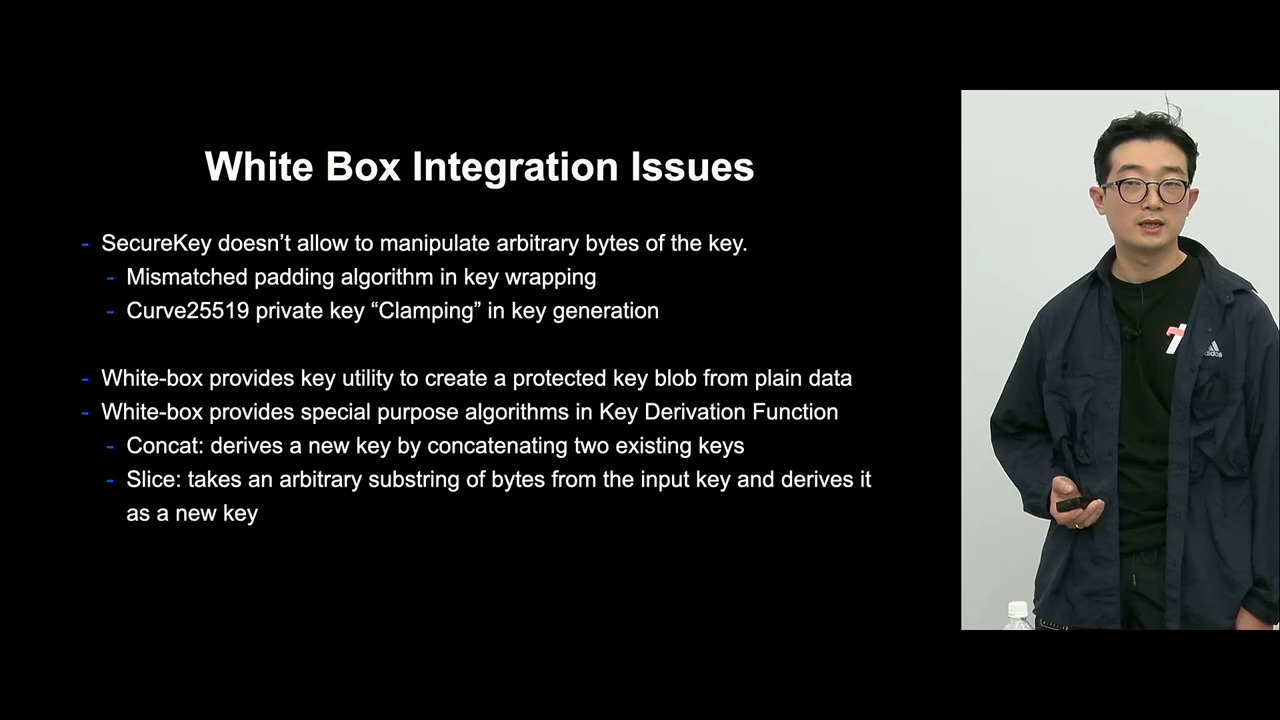 White Box Integration Issues
- SecureKey doesn’t allow to manipulate arbitrary bytes of the key.
- Mismatched padding algorithm in key wrapping
- Curve25519 private key “Clamping” in key generation
- White-box provides key utility to create a protected key blob from plain data
- White-box provides special purpose algorithms in Key Derivation Function
- Concat: derives a new key by concatenating two existing keys
- Slice: takes an arbitrary substring of bytes from the input key and derives it
as a new key
adidas